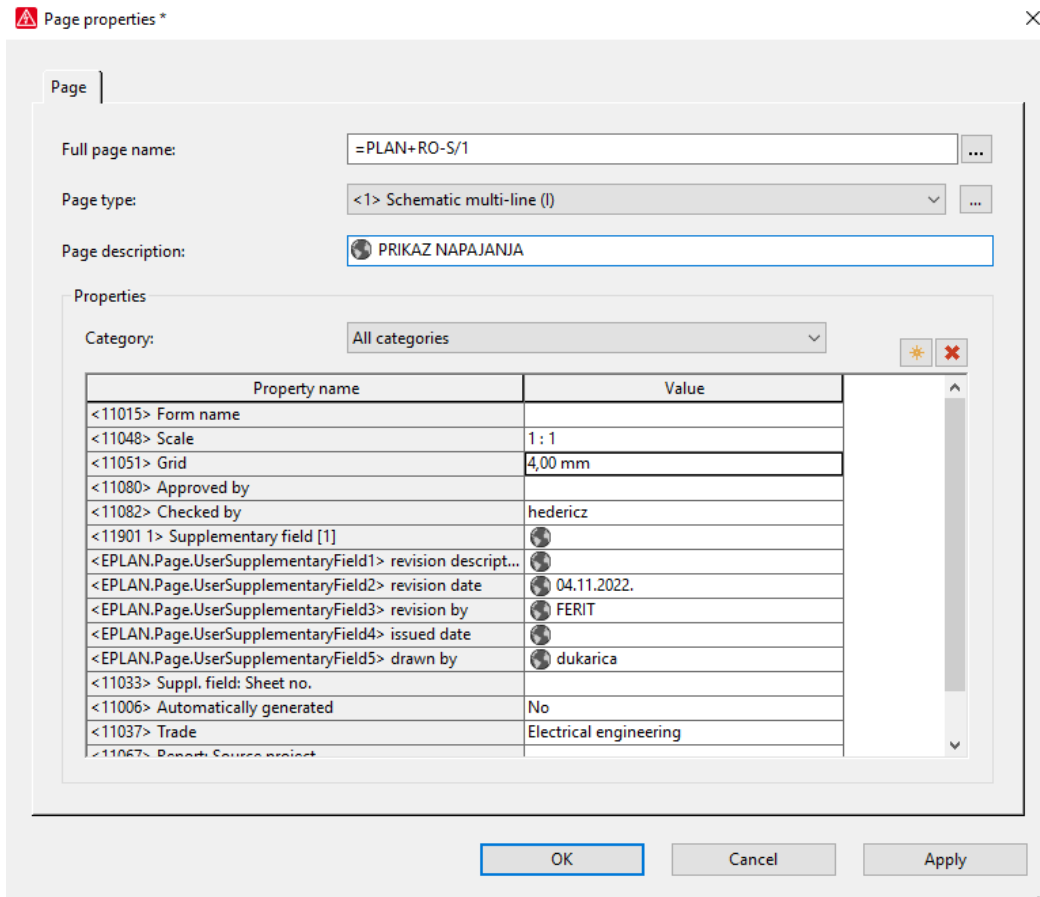 Page properties *
Page
Full page name: =PLAN+RO-S/1 ...
Page type: <1> Schematic multi-line (I) ...
Page description: PRIKAZ NAPAJANJA
Properties
Category: All categories
Property name Value
<11015> Form name
<11048> Scale 1 : 1
<11051> Grid 4,00 mm
<11080> Approved by
<11082> Checked by hedericz
<11901 1> Supplementary field [1]
<EPLAN.Page.UserSupplementaryField1> revision descript...
<EPLAN.Page.UserSupplementaryField2> revision date 04.11.2022.
<EPLAN.Page.UserSupplementaryField3> revision by FERIT
<EPLAN.Page.UserSupplementaryField4> issued date
<EPLAN.Page.UserSupplementaryField5> drawn by dukarica
<11033> Suppl. field: Sheet no.
<11006> Automatically generated No
<11037> Trade Electrical engineering
<11067> Report: Source project
OK Cancel Apply